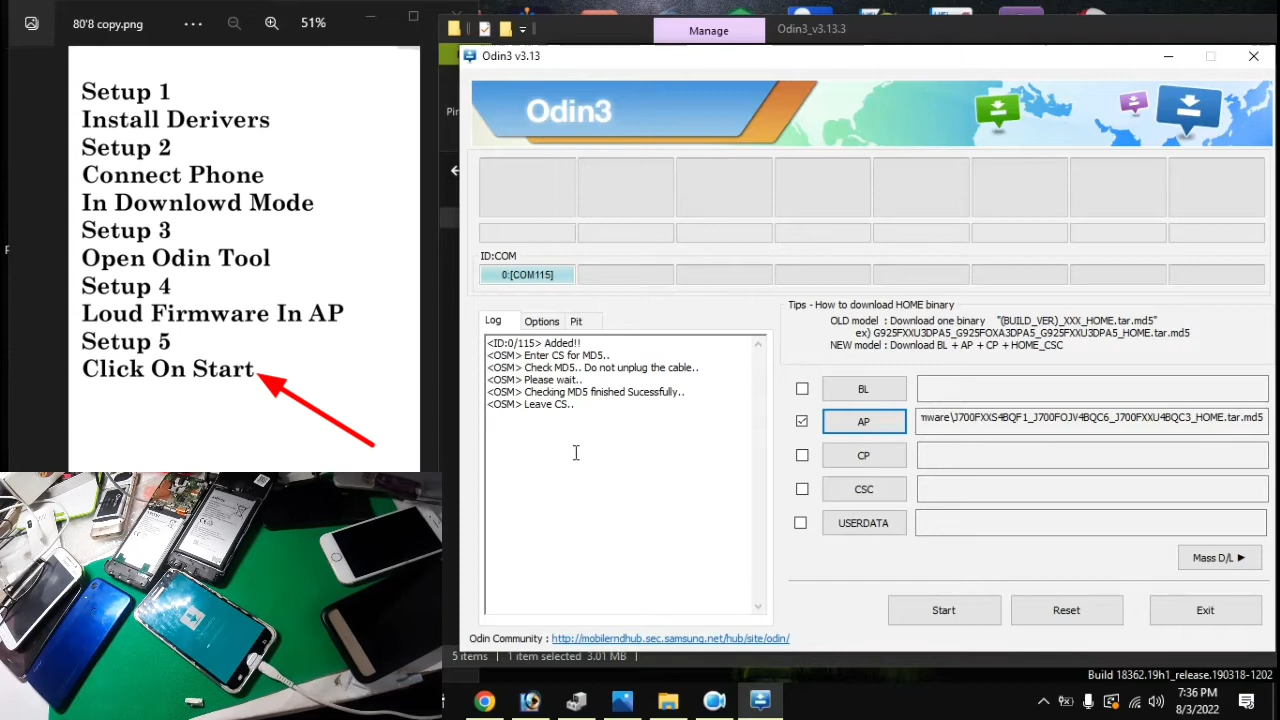 80'8 copy.png
51%
Setup 1
Install Derivers
Setup 2
Connect Phone
In Downlowd Mode
Setup 3
Open Odin Tool
Setup 4
Loud Firmware In AP
Setup 5
Click On Start
Manage
Odin3_v3.13.3
Odin3 v3.13
Odin3
ID:COM
0:[COM115]
Log
Options
Pit
<ID:0/115> Added!!
<OSM> Enter CS for MD5..
<OSM> Check MD5.. Do not unplug the cable..
<OSM> Please wait..
<OSM> Checking MD5 finished Sucessfully..
<OSM> Leave CS..
Tips - How to download HOME binary
OLD model : Download one binary "(BUILD_VER)_XXX_HOME.tar.md5"
ex) G925FXXU3DPA5_G925FOXA3DPA5_G925FXXU3DPA5_HOME.tar.md5
NEW model : Download BL + AP + CP + HOME_CSC
BL
AP
mware\J700FXXS4BQF1_J700FOJV4BQC6_J700FXXU4BQC3_HOME.tar.md5
CP
CSC
USERDATA
Mass D/L ▶
Start
Reset
Exit
Odin Community : http://mobilerndhub.sec.samsung.net/hub/site/odin/
5 items
1 item selected 3.01 MB
Build 18362.19h1_release.190318-1202
7:36 PM
8/3/2022